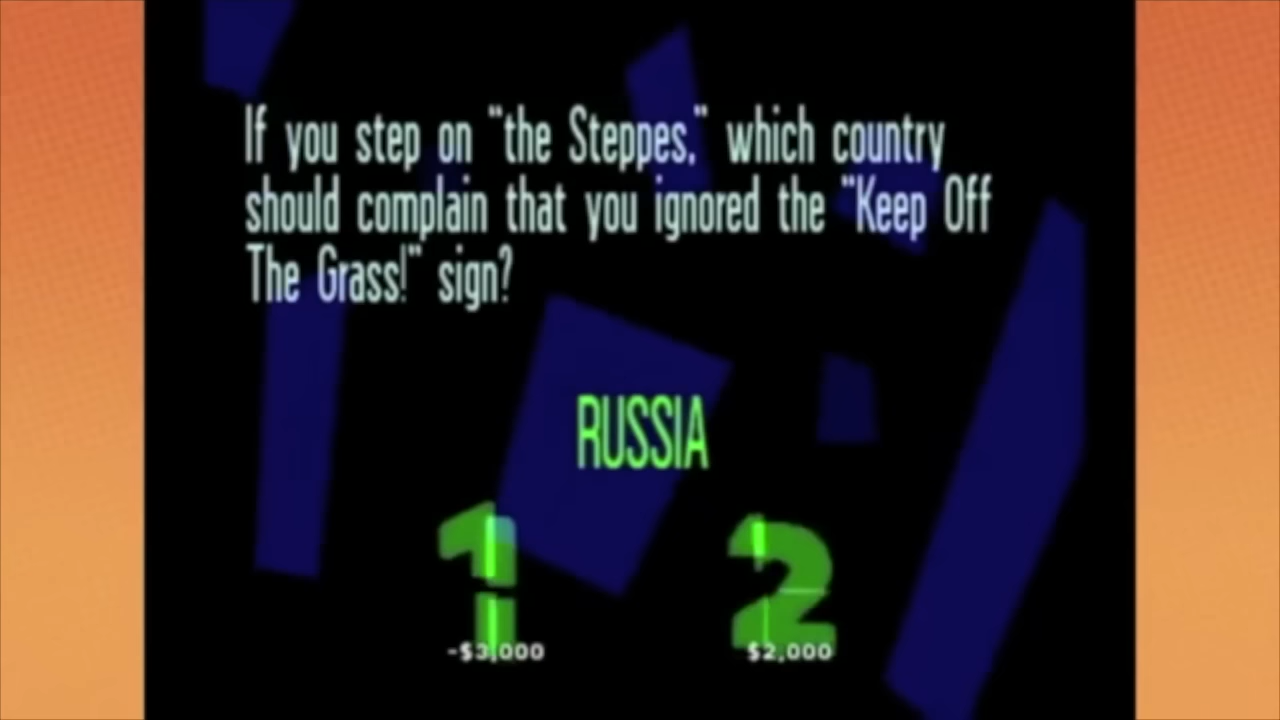 If you step on "the Steppes," which country
should complain that you ignored the "Keep Off
The Grass!" sign?
RUSSIA
1 2
-$3,000 $2,000